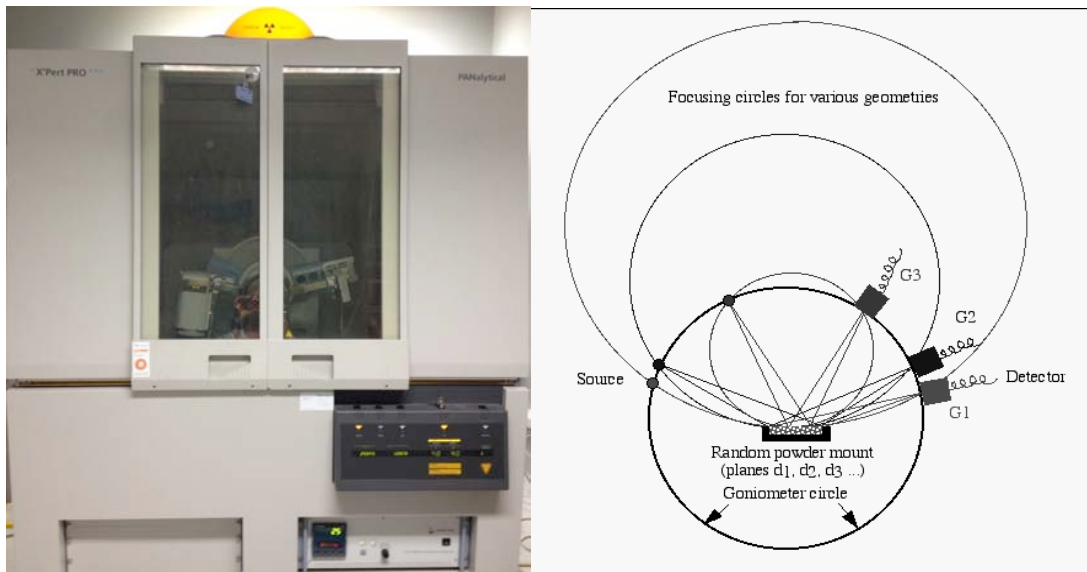 X'Pert PRO
PANalytical
25
Focusing circles for various geometries
G3
G2
Source
Detector
G1
Random powder mount
(planes d1, d2, d3 ...)
Goniometer circle